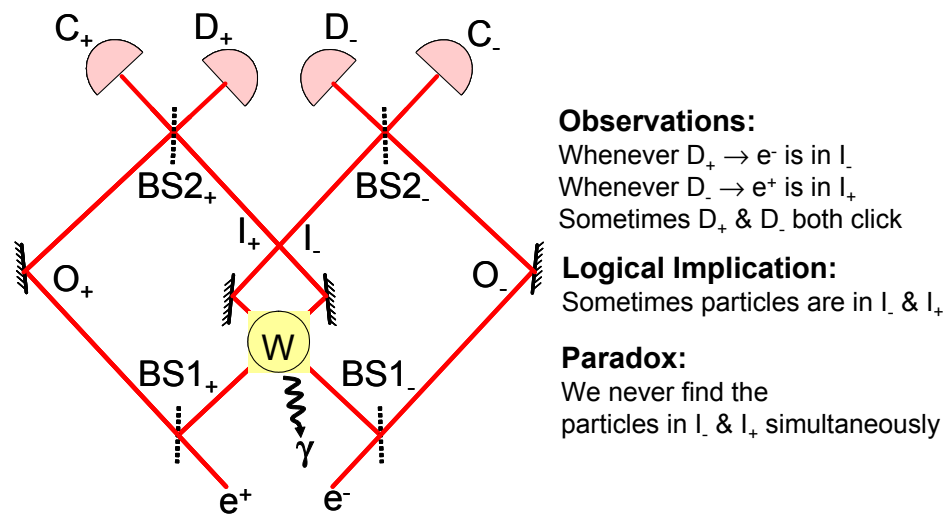 C₊ D₊ D₋ C₋
BS2₊ BS2₋
I₊ I₋
O₊ O₋
W
BS1₊ BS1₋
γ
e⁺ e⁻
Observations:
Whenever D₊ → e⁻ is in I₋
Whenever D₋ → e⁺ is in I₊
Sometimes D₊ & D₋ both click
Logical Implication:
Sometimes particles are in I₋ & I₊
Paradox:
We never find the
particles in I₋ & I₊ simultaneously